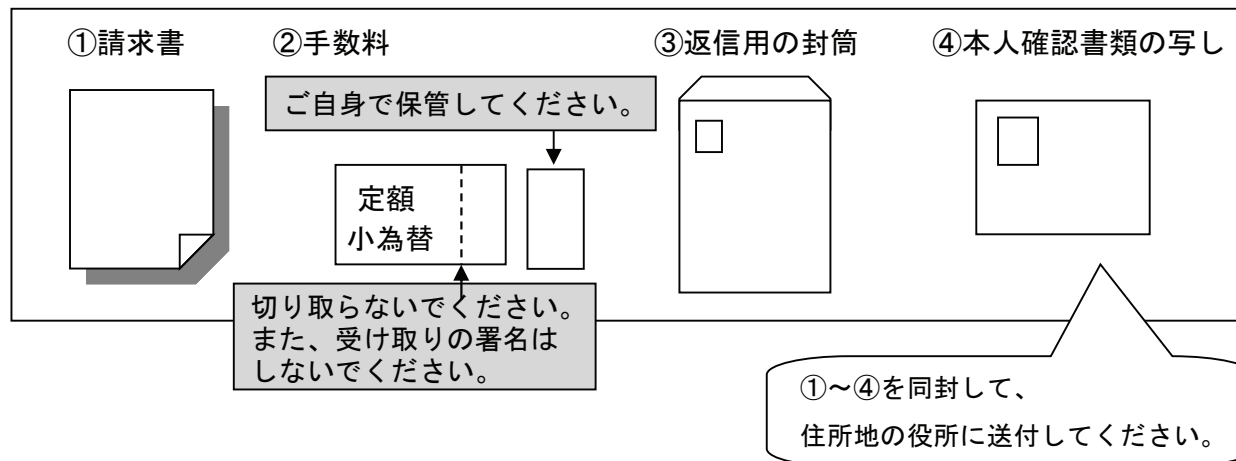 ①請求書
②手数料
③返信用の封筒
④本人確認書類の写し
ご自身で保管してください。
定額
小為替
切り取らないでください。
また、受け取りの署名は
しないでください。
①～④を同封して、
住所地の役所に送付してください。